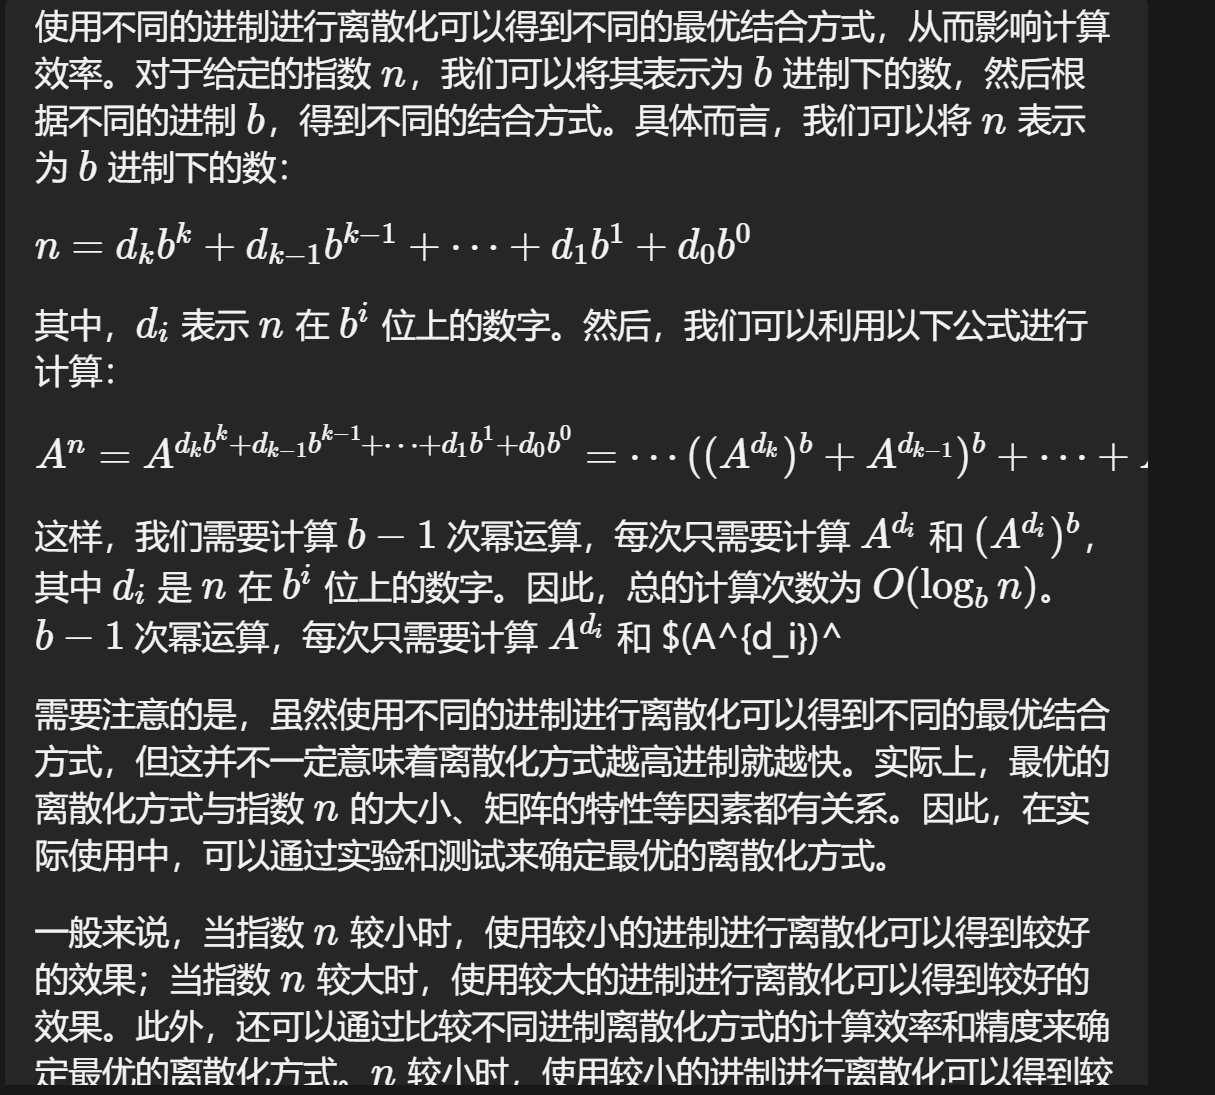 使用不同的进制进行离散化可以得到不同的最优结合方式，从而影响计算
效率。对于给定的指数 n，我们可以将其表示为 b 进制下的数，然后根
据不同的进制 b，得到不同的结合方式。具体而言，我们可以将 n 表示
为 b 进制下的数：
n = d_k b^k + d_{k−1} b^{k−1} + ⋯ + d_1 b^1 + d_0 b^0
其中，d_i 表示 n 在 b^i 位上的数字。然后，我们可以利用以下公式进行
计算：
A^n = A^{d_k b^k + d_{k−1} b^{k−1} + ⋯ + d_1 b^1 + d_0 b^0} = ⋯ ((A^{d_k})^b + A^{d_{k−1}})^b + ⋯ +
这样，我们需要计算 b − 1 次幂运算，每次只需要计算 A^{d_i} 和 (A^{d_i})^b，
其中 d_i 是 n 在 b^i 位上的数字。因此，总的计算次数为 O(log_b n)。
b − 1 次幂运算，每次只需要计算 A^{d_i} 和 $(A^{d_i})^
需要注意的是，虽然使用不同的进制进行离散化可以得到不同的最优结合
方式，但这并不一定意味着离散化方式越高进制就越快。实际上，最优的
离散化方式与指数 n 的大小、矩阵的特性等因素都有关系。因此，在实
际使用中，可以通过实验和测试来确定最优的离散化方式。
一般来说，当指数 n 较小时，使用较小的进制进行离散化可以得到较好
的效果；当指数 n 较大时，使用较大的进制进行离散化可以得到较好的
效果。此外，还可以通过比较不同进制离散化方式的计算效率和精度来确
定最优的离散化方式。n 较小时，使用较小的进制进行离散化可以得到较